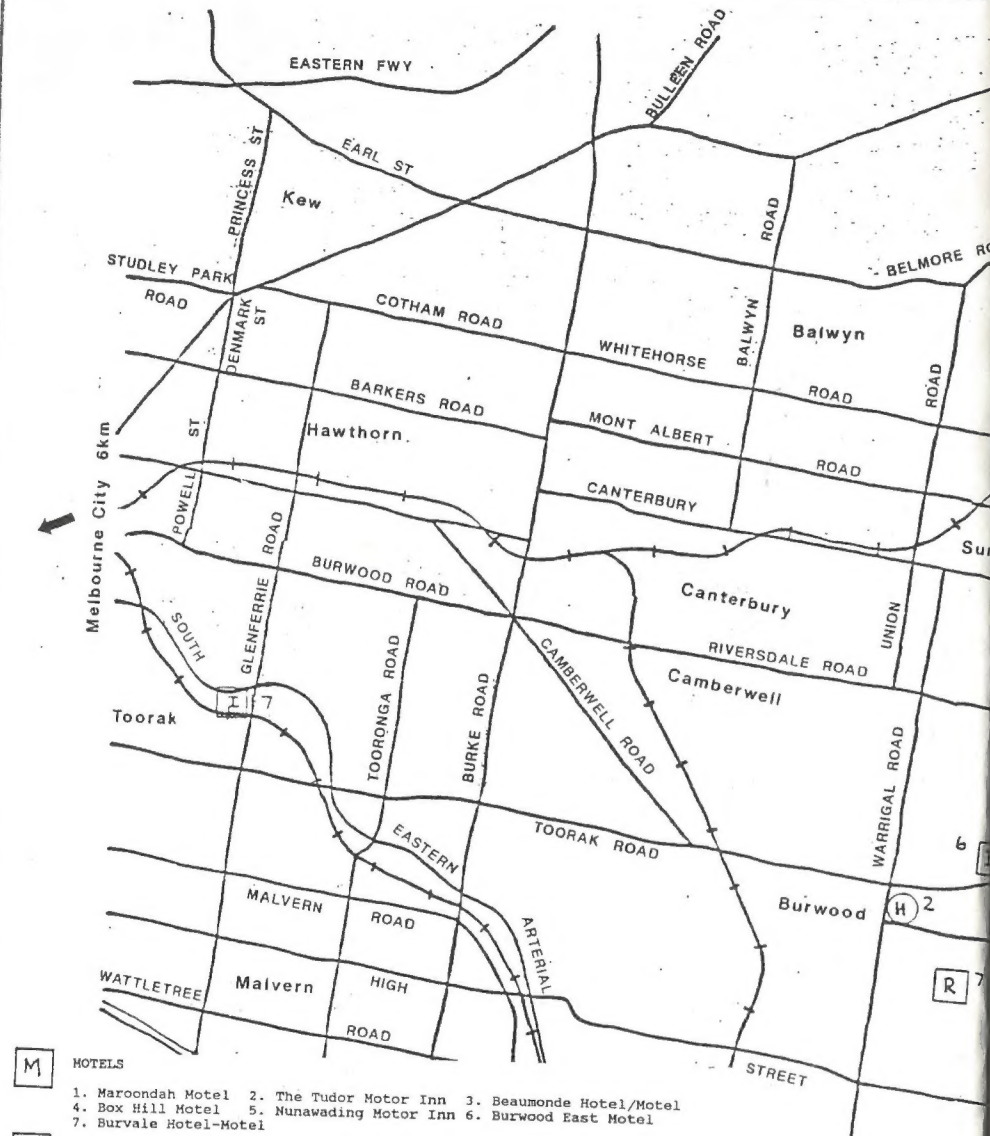 EASTERN FWY
BULLEEN ROAD
PRINCESS ST
EARL ST
Kew
ROAD
BELMORE
STUDLEY PARK
ROAD
DENMARK ST
COTHAM ROAD
WHITEHORSE
BALWYN
Balwyn
ROAD
ROAD
BARKERS ROAD
MONT ALBERT
ROAD
Hawthorn
POWELL ST
CANTERBURY
Melbourne City 6km
GLENFERRIE ROAD
BURWOOD ROAD
Canterbury
UNION
RIVERSDALE ROAD
SOUTH
CAMBERWELL ROAD
Camberwell
I 7
Toorak
TOORONGA ROAD
BURKE ROAD
WARRIGAL ROAD
TOORAK ROAD
EASTERN
6
MALVERN
ROAD
ARTERIAL
Burwood
H 2
WATTLETREE
Malvern
HIGH
R 7
ROAD
STREET
M MOTELS
1. Maroondah Motel 2. The Tudor Motor Inn 3. Beaumonde Hotel/Motel
4. Box Hill Motel 5. Nunawading Motor Inn 6. Burwood East Motel
7. Burvale Hotel-Motel